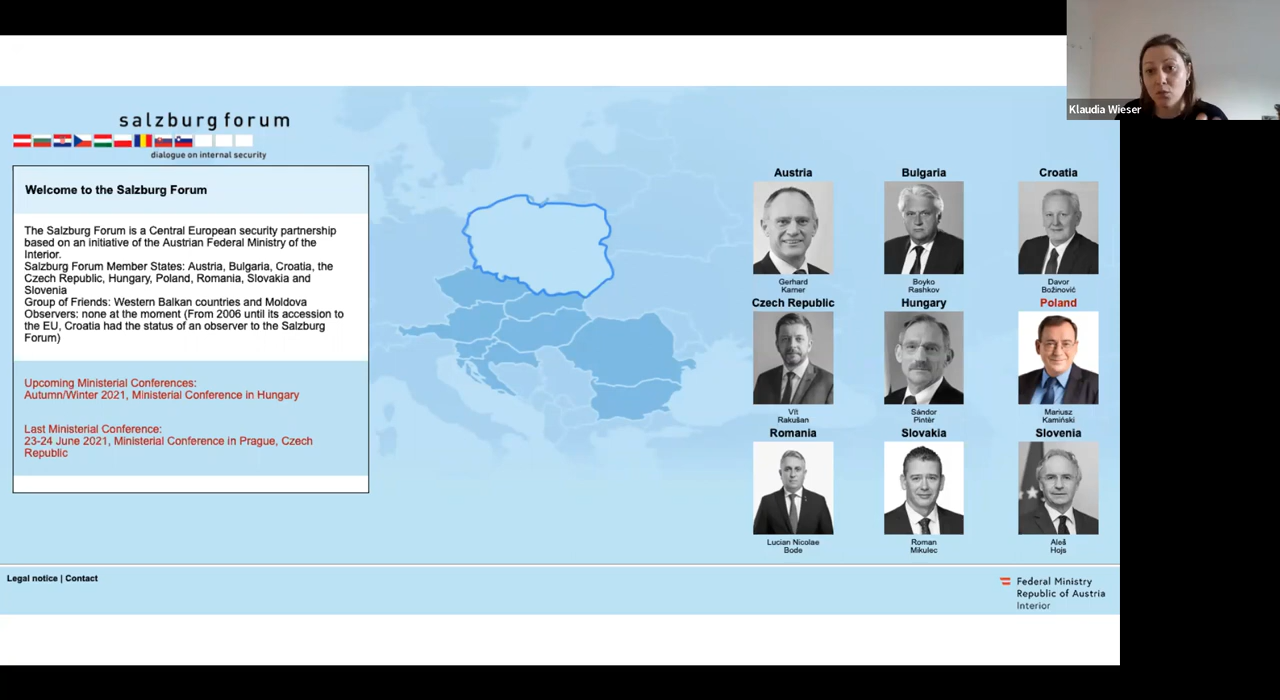 Klaudia Wieser
salzburg forum
dialogue on internal security
Welcome to the Salzburg Forum
The Salzburg Forum is a Central European security partnership
based on an initiative of the Austrian Federal Ministry of the
Interior.
Salzburg Forum Member States: Austria, Bulgaria, Croatia, the
Czech Republic, Hungary, Poland, Romania, Slovakia and
Slovenia
Group of Friends: Western Balkan countries and Moldova
Observers: none at the moment (From 2006 until its accession to
the EU, Croatia had the status of an observer to the Salzburg
Forum)
Upcoming Ministerial Conferences:
Autumn/Winter 2021, Ministerial Conference in Hungary
Last Ministerial Conference:
23-24 June 2021, Ministerial Conference in Prague, Czech
Republic
Austria
Gerhard
Karner
Bulgaria
Boyko
Rashkov
Croatia
Davor
Božinović
Czech Republic
Vít
Rakušan
Hungary
Sándor
Pintér
Poland
Mariusz
Kamiński
Romania
Lucian Nicolae
Bode
Slovakia
Roman
Mikulec
Slovenia
Aleš
Hojs
Legal notice | Contact
Federal Ministry
Republic of Austria
Interior